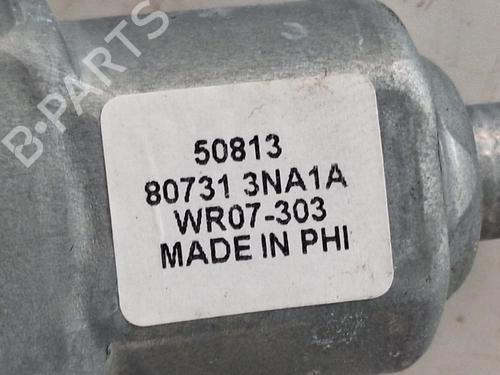 B-PARTS
50813
80731 3NA1A
WR07-303
MADE IN PHI